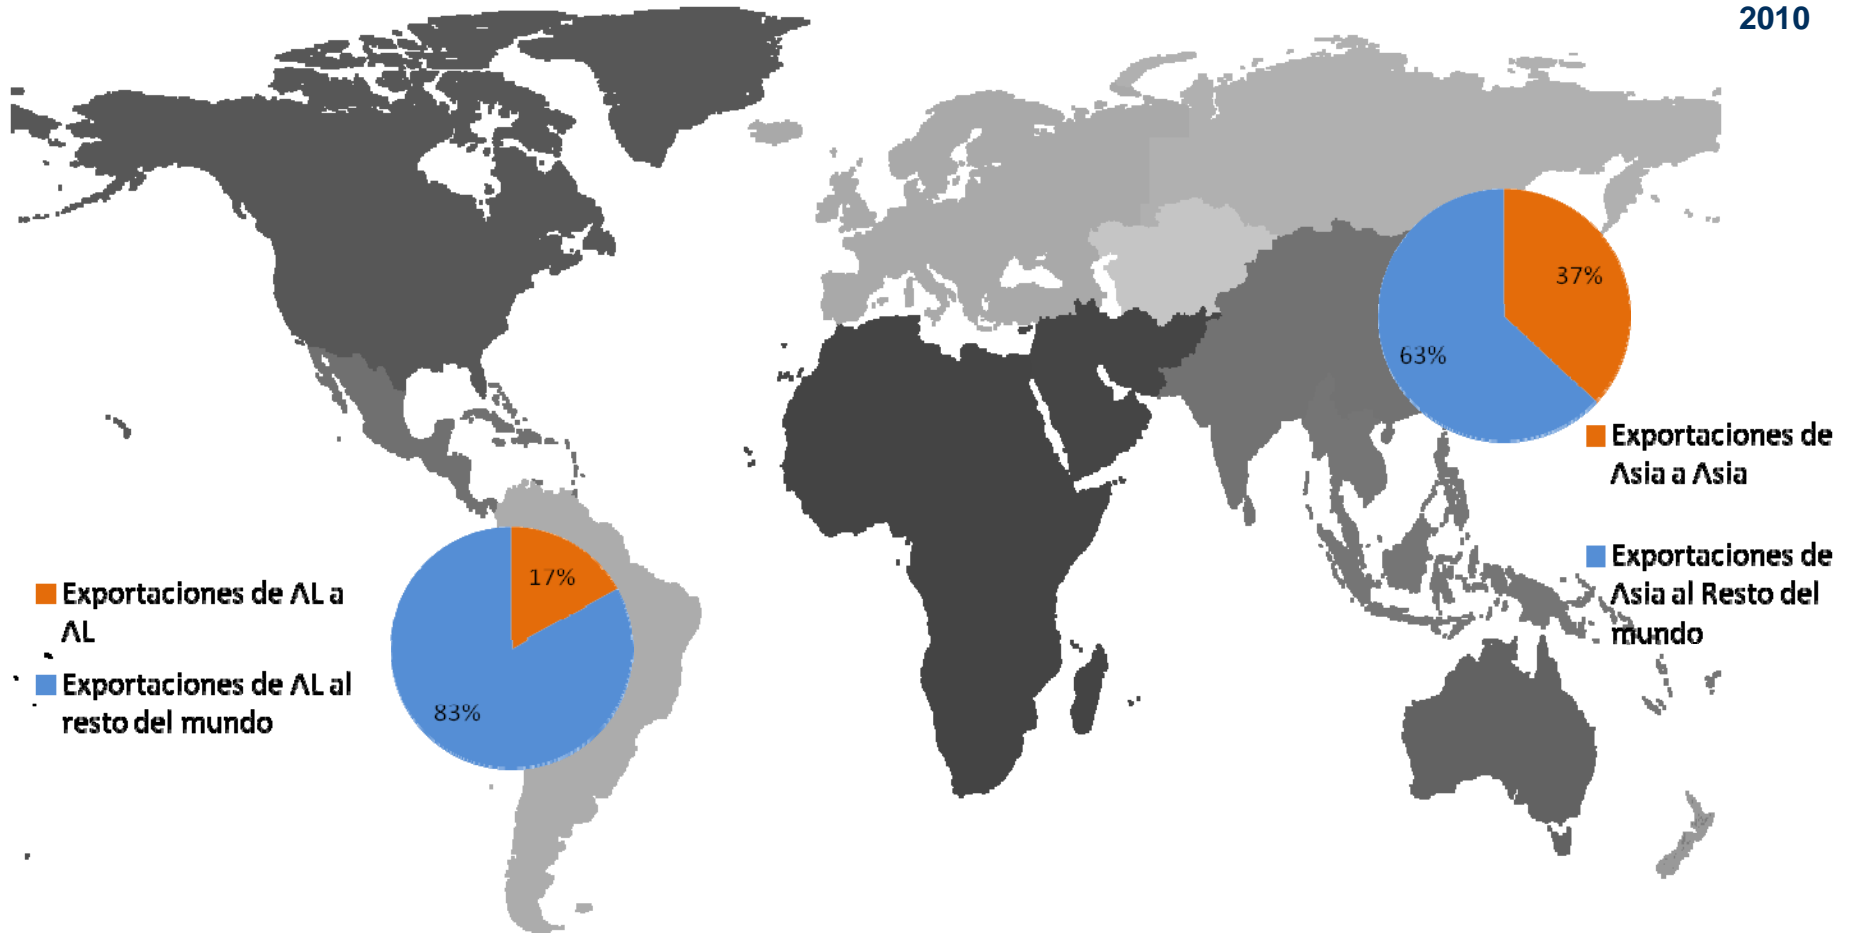 2010
37%
63%
Exportaciones de
Asia a Asia
Exportaciones de
Asia al Resto del
mundo
17%
83%
Exportaciones de AL a
AL
Exportaciones de AL al
resto del mundo